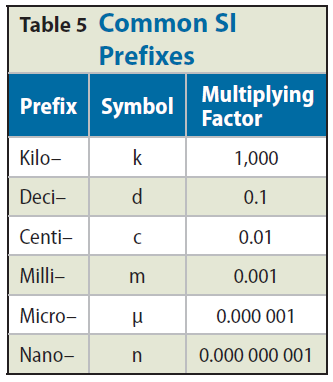 Table 5 Common SI
Prefixes
Prefix Symbol Multiplying
Factor
Kilo– k 1,000
Deci– d 0.1
Centi– c 0.01
Milli– m 0.001
Micro– μ 0.000 001
Nano– n 0.000 000 001